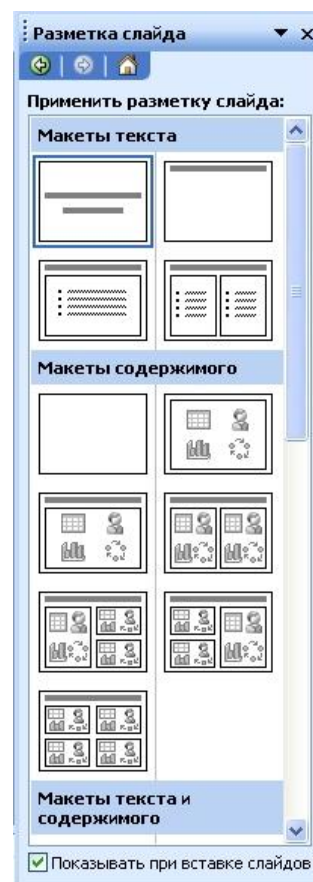 Разметка слайда
Применить разметку слайда:
Макеты текста
Макеты содержимого
Макеты текста и
содержимого
Показывать при вставке слайдов